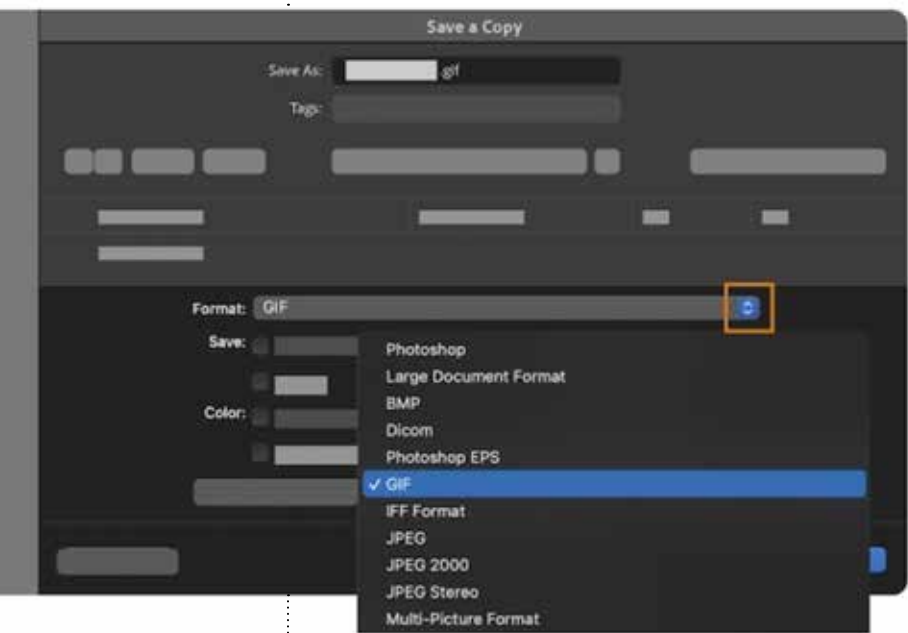 Save a Copy
Save As: .gif
Tags:
Format: GIF
Save:
Color:
Photoshop
Large Document Format
BMP
Dicom
Photoshop EPS
✓ GIF
IFF Format
JPEG
JPEG 2000
JPEG Stereo
Multi-Picture Format